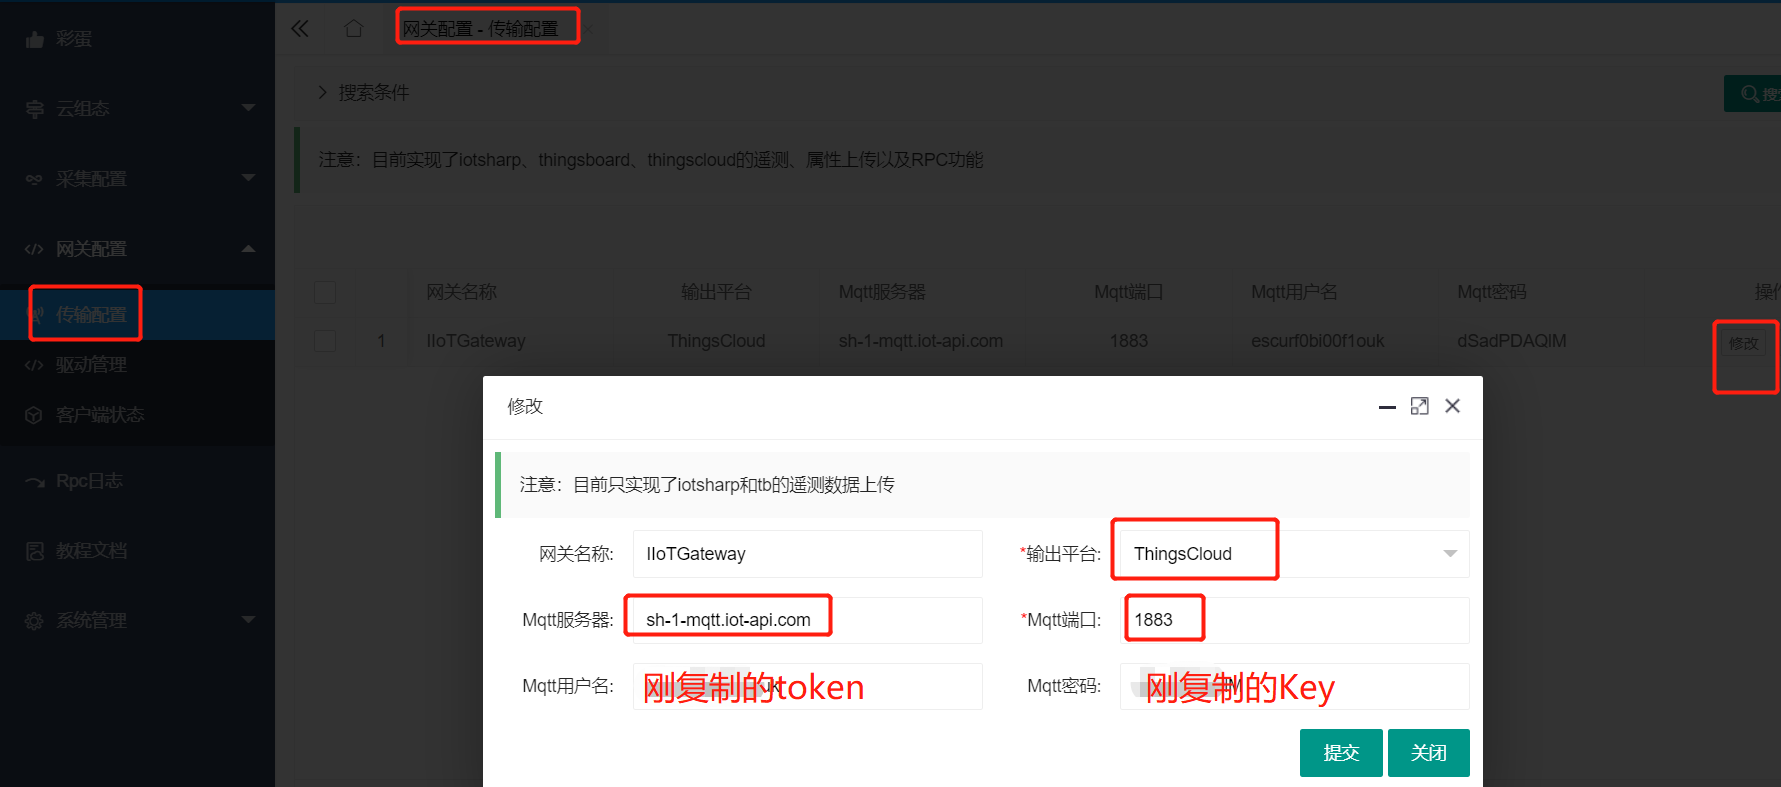 彩蛋
云组态
采集配置
网关配置
传输配置
驱动管理
客户端状态
Rpc日志
教程文档
系统管理
网关配置 - 传输配置
搜索条件
注意：目前实现了iotsharp、thingsboard、thingscloud的遥测、属性上传以及RPC功能
网关名称 输出平台 Mqtt服务器 Mqtt端口 Mqtt用户名 Mqtt密码
1 IIoTGateway ThingsCloud sh-1-mqtt.iot-api.com 1883 escurf0bi00f1ouk dSadPDAQIM 修改
修改
注意：目前只实现了iotsharp和tb的遥测数据上传
网关名称: IIoTGateway *输出平台: ThingsCloud
Mqtt服务器: sh-1-mqtt.iot-api.com *Mqtt端口: 1883
Mqtt用户名: 刚复制的token Mqtt密码: 刚复制的Key
提交 关闭